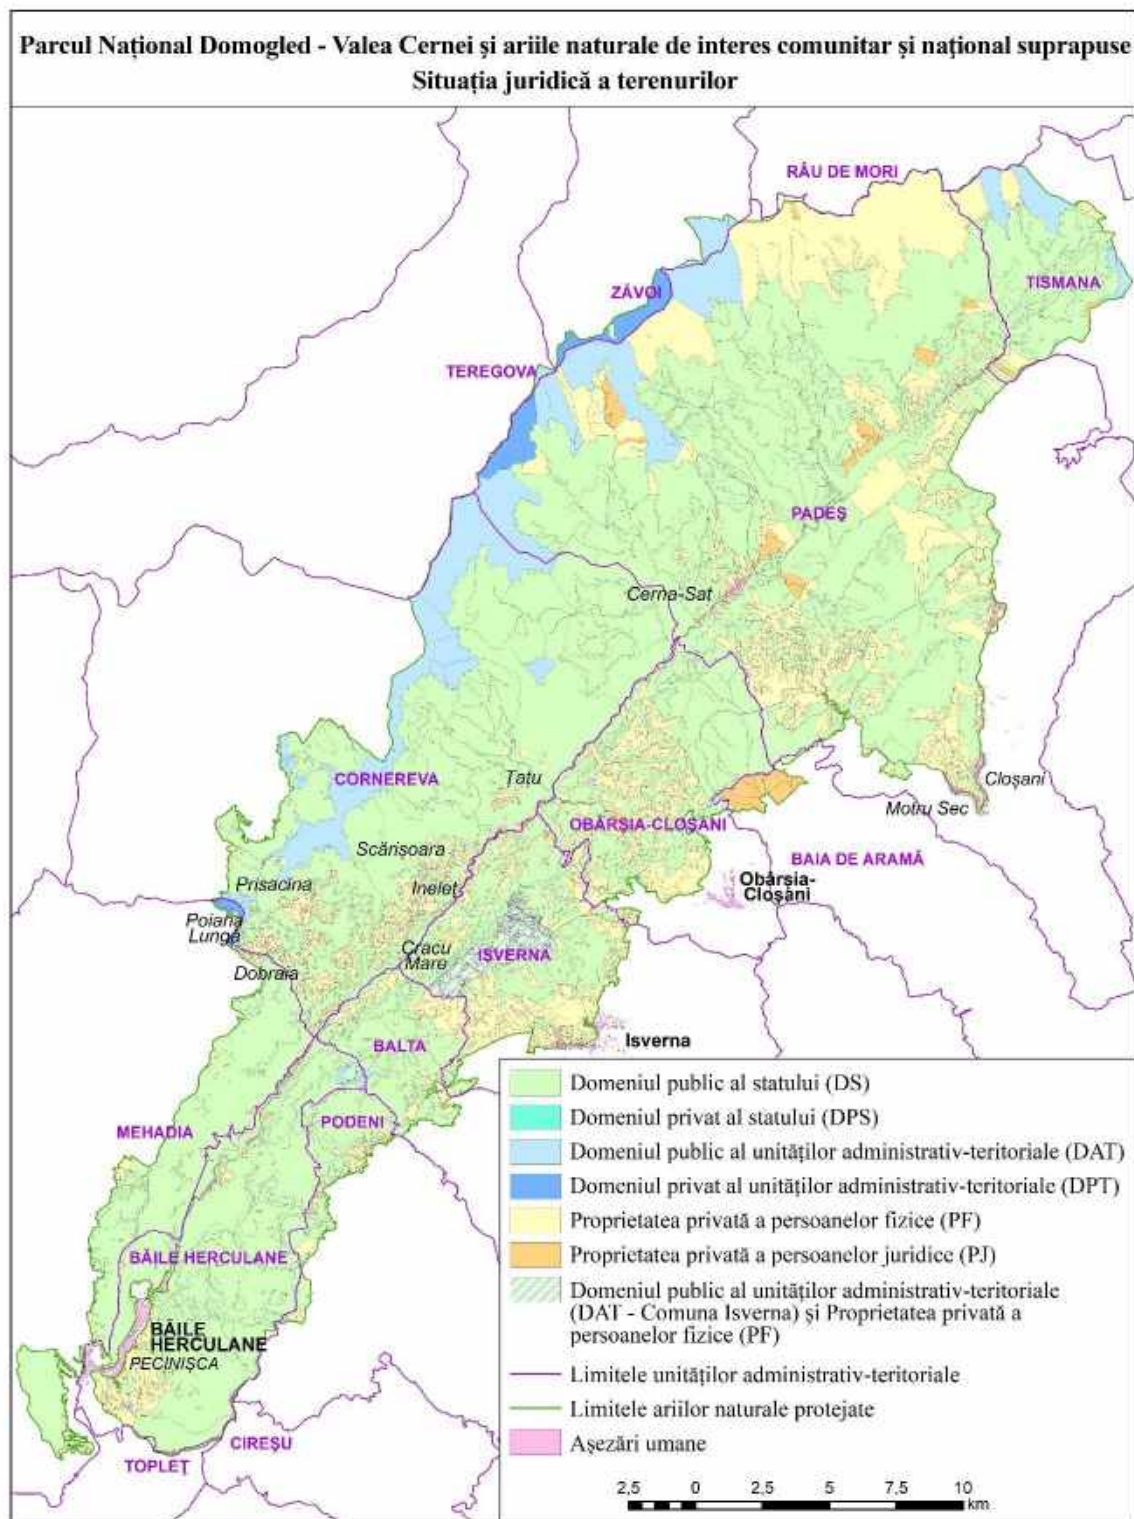 Parcul Național Domogled - Valea Cernei și ariile naturale de interes comunitar și național suprapuse
Situația juridică a terenurilor
RÂU DE MORI
TISMANA
ZĂVOI
TEREGOVA
PADEȘ
Cerna-Sat
CORNEREVA
Țațu
Cloșani
Motru Sec
OBÂRȘIA-CLOȘANI
Scărișoara
BAIA DE ARAMĂ
Prisacina
Ineleț
Obârșia-
Cloșani
Poiana
Lungă
Cracu
Mare
ISVERNA
Dobraia
Isverna
BALTA
PODENI
MEHADIA
BĂILE HERCULANE
BĂILE
HERCULANE
PECINIȘCA
CIREȘU
TOPLEȚ
Domeniul public al statului (DS)
Domeniul privat al statului (DPS)
Domeniul public al unităților administrativ-teritoriale (DAT)
Domeniul privat al unităților administrativ-teritoriale (DPT)
Proprietatea privată a persoanelor fizice (PF)
Proprietatea privată a persoanelor juridice (PJ)
Domeniul public al unităților administrativ-teritoriale
(DAT - Comuna Isverna) și Proprietatea privată a
persoanelor fizice (PF)
Limitele unităților administrativ-teritoriale
Limitele ariilor naturale protejate
Așezări umane
2,5 0 2,5 5 7,5 10
km